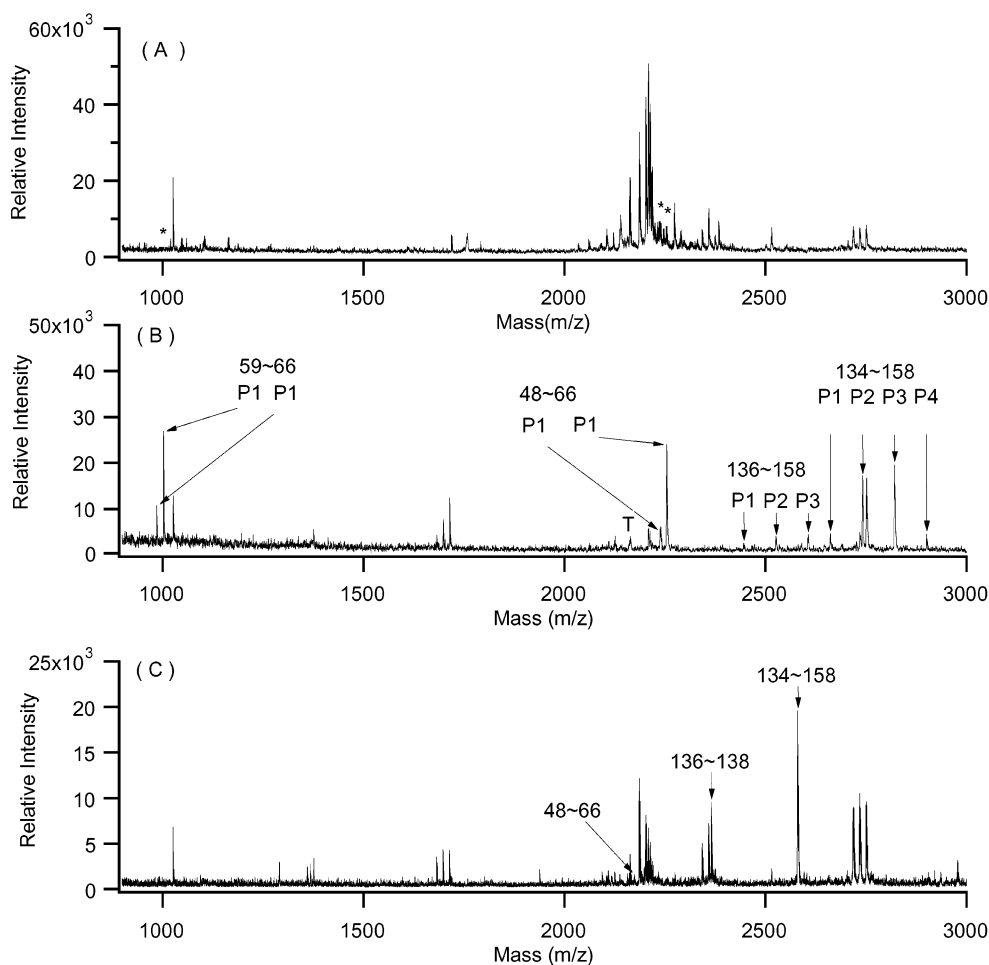 60x10³
( A )
40
20
0
Relative Intensity
*
* *
1000 1500 2000 2500 3000
Mass(m/z)
50x10³
( B )
40
30
20
10
0
Relative Intensity
59~66
P1 P1
48~66
P1 P1
T
136~158
P1 P2 P3
134~158
P1 P2 P3 P4
1000 1500 2000 2500 3000
Mass (m/z)
25x10³
( C )
20
15
10
5
0
Relative Intensity
48~66
136~138
134~158
1000 1500 2000 2500 3000
Mass (m/z)